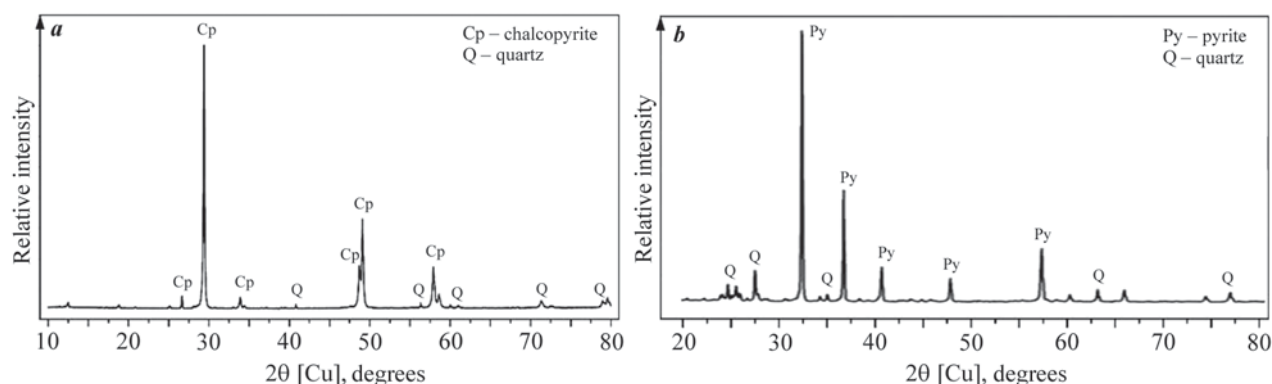 a
Cp
Cp – chalcopyrite
Q – quartz
Relative intensity
Cp
Cp
Cp
Cp
Cp
Q
Q
Q
Q
Q
10 20 30 40 50 60 70 80
2θ [Cu], degrees
b
Py
Py – pyrite
Q – quartz
Relative intensity
Py
Py
Q
Q
Q
Py
Py
Q
Q
20 30 40 50 60 70 80
2θ [Cu], degrees